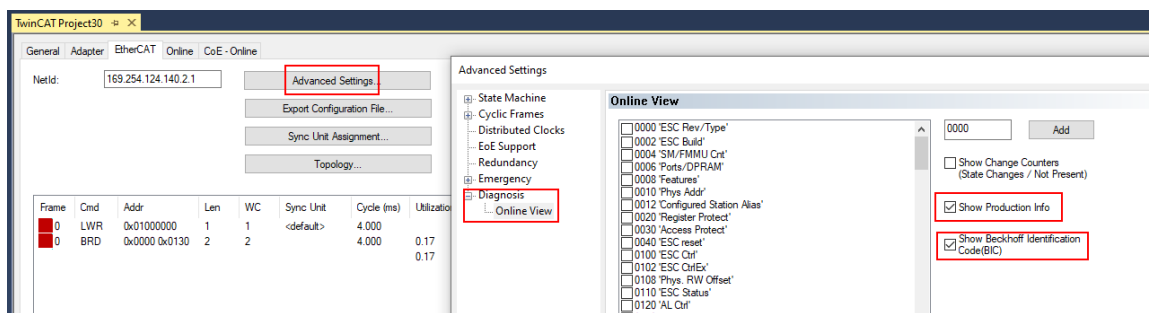 TwinCAT Project30
General Adapter EtherCAT Online CoE - Online
NetId: 169.254.124.140.2.1
Advanced Settings...
Export Configuration File...
Sync Unit Assignment...
Topology...
Frame Cmd Addr Len WC Sync Unit Cycle (ms) Utilizatio
0 LWR 0x01000000 1 1 <default> 4.000
0 BRD 0x0000 0x0130 2 2 4.000 0.17
0.17
Advanced Settings
State Machine
Cyclic Frames
Distributed Clocks
EoE Support
Redundancy
Emergency
Diagnosis
Online View
Online View
0000 'ESC Rev/Type'
0002 'ESC Build'
0004 'SM/FMMU Cnt'
0006 'Ports/DPRAM'
0008 'Features'
0010 'Phys Addr'
0012 'Configured Station Alias'
0020 'Register Protect'
0030 'Access Protect'
0040 'ESC reset'
0100 'ESC Ctrl'
0102 'ESC CtrlEx'
0108 'Phys. RW Offset'
0110 'ESC Status'
0120 'AL Ctrl'
0000 Add
Show Change Counters
(State Changes / Not Present)
Show Production Info
Show Beckhoff Identification
Code(BIC)